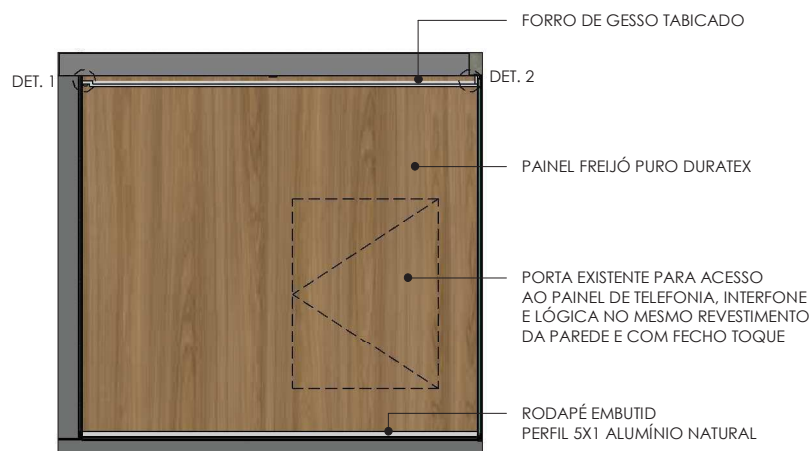 FORRO DE GESSO TABICADO
DET. 1
DET. 2
PAINEL FREIJÓ PURO DURATEX
PORTA EXISTENTE PARA ACESSO
AO PAINEL DE TELEFONIA, INTERFONE
E LÓGICA NO MESMO REVESTIMENTO
DA PAREDE E COM FECHO TOQUE
RODAPÉ EMBUTID
PERFIL 5X1 ALUMÍNIO NATURAL